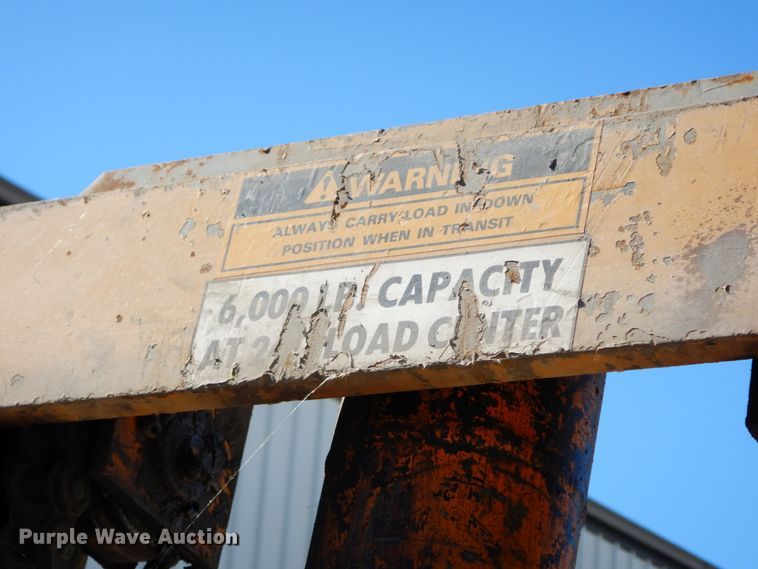 WARNING
ALWAYS CARRY LOAD IN DOWN
POSITION WHEN IN TRANSIT
6,000 LB. CAPACITY
AT LOAD CENTER
Purple Wave Auction